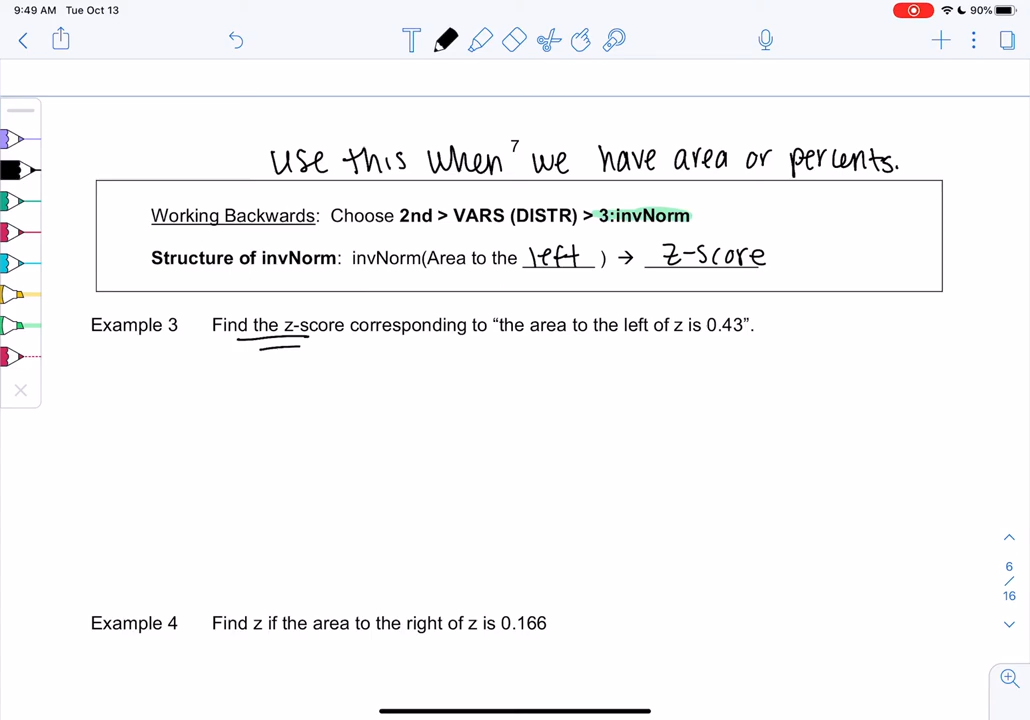 9:49 AM Tue Oct 13
90%
7
use this when we have area or percents.
Working Backwards: Choose 2nd > VARS (DISTR) > 3:invNorm
Structure of invNorm: invNorm(Area to the left ) → z-score
Example 3 Find the z-score corresponding to “the area to the left of z is 0.43”.
6
/
16
Example 4 Find z if the area to the right of z is 0.166